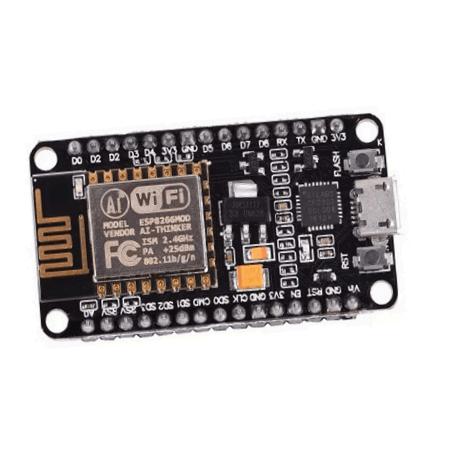 D0 D2 D2 D3 D4 3V3 GND D5 D6 D7 D8 RX TX GND 3V3
K
FLASH
Ai WiFi
MODEL ESP8266MOD
VENDOR AI-THINKER
FC ISM 2.4GHz
PA +25dBm
802.11b/g/n
RST
A0 RSV RSV SD3 SD2 SD1 CMD SD0 CLK GND 3V3 EN RST GND Vin